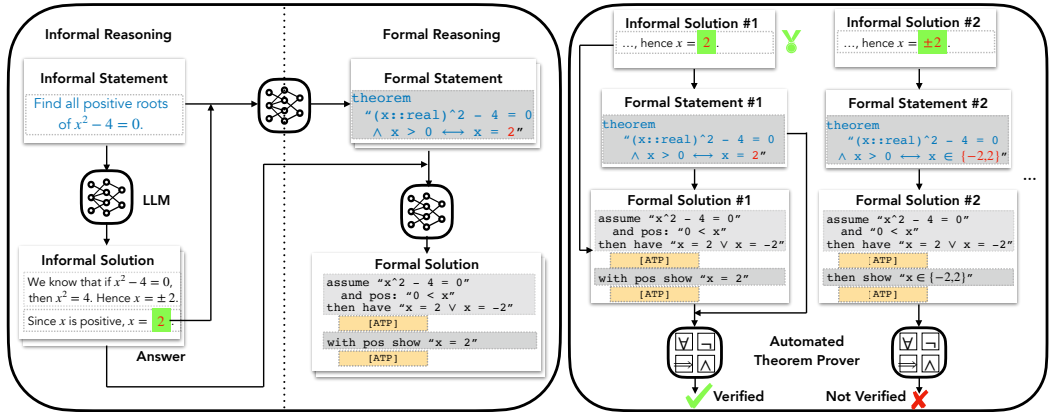 Informal Reasoning
Formal Reasoning
Informal Statement
Find all positive roots
of x² − 4 = 0.
LLM
Informal Solution
We know that if x² − 4 = 0,
then x² = 4. Hence x = ± 2.
Since x is positive, x = 2.
Answer
Formal Statement
theorem
"(x::real)^2 - 4 = 0
∧ x > 0 ⟷ x = 2"
Formal Solution
assume "x^2 - 4 = 0"
and pos: "0 < x"
then have "x = 2 ∨ x = -2"
[ATP]
with pos show "x = 2"
[ATP]
Informal Solution #1
…, hence x = 2.
Formal Statement #1
theorem
"(x::real)^2 - 4 = 0
∧ x > 0 ⟷ x = 2"
Formal Solution #1
assume "x^2 - 4 = 0"
and pos: "0 < x"
then have "x = 2 ∨ x = -2"
[ATP]
with pos show "x = 2"
[ATP]
∀ ¬
⟹ ∧
Verified
Informal Solution #2
…, hence x = ±2.
Formal Statement #2
theorem
"(x::real)^2 - 4 = 0
∧ x > 0 ⟷ x ∈ {-2,2}"
...
Formal Solution #2
assume "x^2 - 4 = 0"
and pos: "0 < x"
then have "x = 2 ∨ x = -2"
[ATP]
then show "x ∈ {-2,2}"
[ATP]
Automated
Theorem Prover
∀ ¬
⟹ ∧
Not Verified